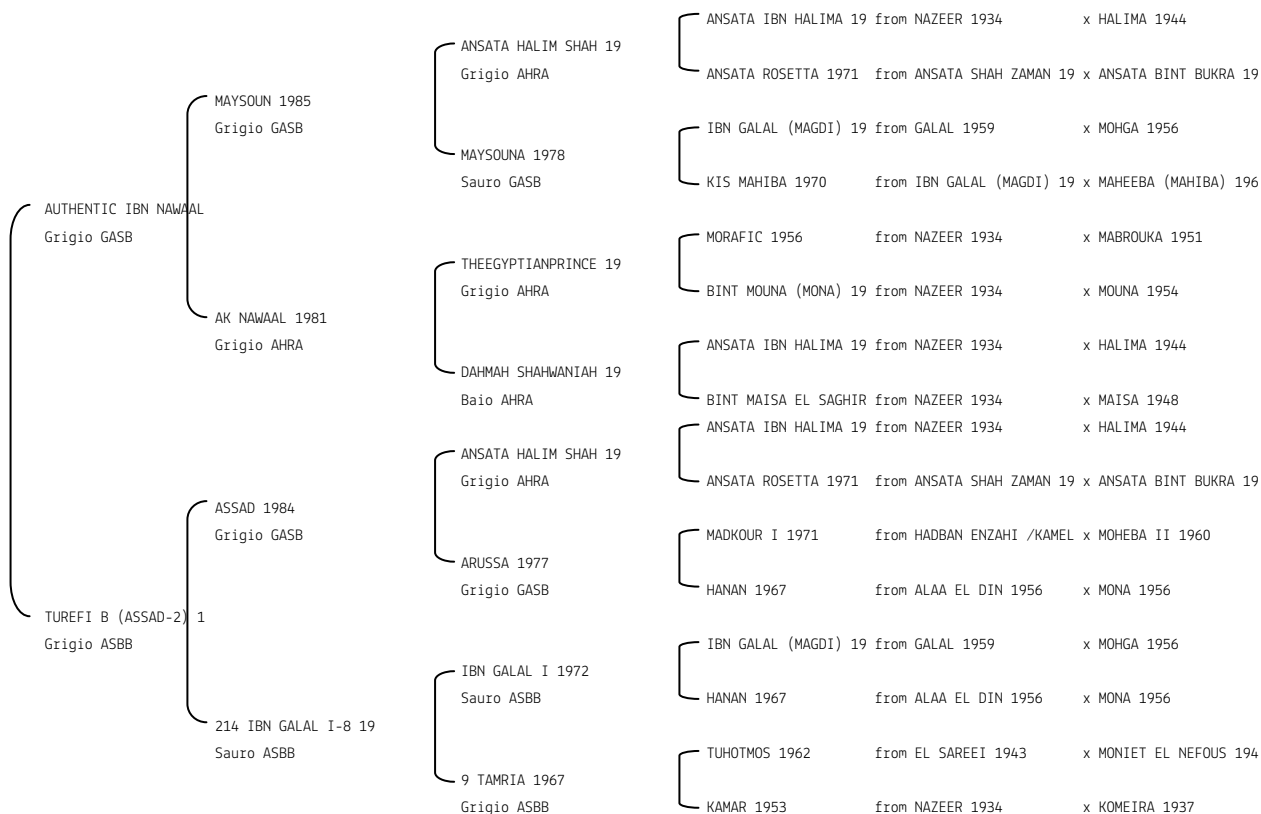 ANSATA IBN HALIMA 19 from NAZEER 1934 x HALIMA 1944
ANSATA HALIM SHAH 19
Grigio AHRA
ANSATA ROSETTA 1971 from ANSATA SHAH ZAMAN 19 x ANSATA BINT BUKRA 19
MAYSOUN 1985
Grigio GASB
IBN GALAL (MAGDI) 19 from GALAL 1959 x MOHGA 1956
MAYSOUNA 1978
Sauro GASB
KIS MAHIBA 1970 from IBN GALAL (MAGDI) 19 x MAHEEBA (MAHIBA) 196
AUTHENTIC IBN NAWAAL
Grigio GASB
MORAFIC 1956 from NAZEER 1934 x MABROUKA 1951
THEEGYPTIANPRINCE 19
Grigio AHRA
BINT MOUNA (MONA) 19 from NAZEER 1934 x MOUNA 1954
AK NAWAAL 1981
Grigio AHRA
ANSATA IBN HALIMA 19 from NAZEER 1934 x HALIMA 1944
DAHMAH SHAHWANIAH 19
Baio AHRA
BINT MAISA EL SAGHIR from NAZEER 1934 x MAISA 1948
ANSATA IBN HALIMA 19 from NAZEER 1934 x HALIMA 1944
ANSATA HALIM SHAH 19
Grigio AHRA
ANSATA ROSETTA 1971 from ANSATA SHAH ZAMAN 19 x ANSATA BINT BUKRA 19
ASSAD 1984
Grigio GASB
MADKOUR I 1971 from HADBAN ENZAHI /KAMEL x MOHEBA II 1960
ARUSSA 1977
Grigio GASB
HANAN 1967 from ALAA EL DIN 1956 x MONA 1956
TUREFI B (ASSAD-2) 1
Grigio ASBB
IBN GALAL (MAGDI) 19 from GALAL 1959 x MOHGA 1956
IBN GALAL I 1972
Sauro ASBB
HANAN 1967 from ALAA EL DIN 1956 x MONA 1956
214 IBN GALAL I-8 19
Sauro ASBB
TUHOTMOS 1962 from EL SAREEI 1943 x MONIET EL NEFOUS 194
9 TAMRIA 1967
Grigio ASBB
KAMAR 1953 from NAZEER 1934 x KOMEIRA 1937